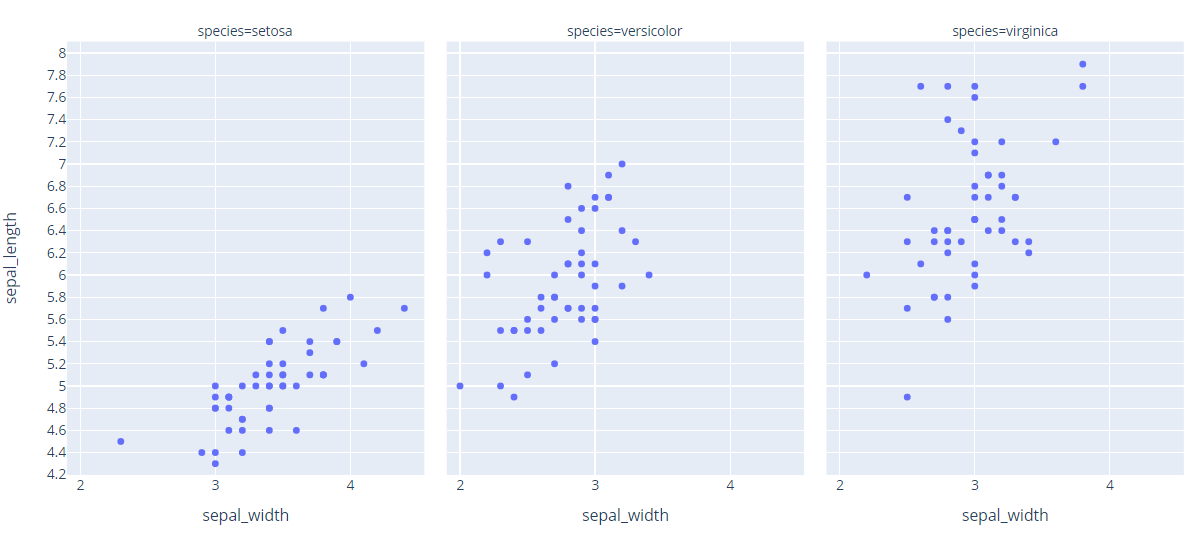 species=setosa
species=versicolor
species=virginica
8
7.8
7.6
7.4
7.2
7
6.8
6.6
6.4
6.2
6
5.8
5.6
5.4
5.2
5
4.8
4.6
4.4
4.2
sepal_length
2 3 4
2 3 4
2 3 4
sepal_width
sepal_width
sepal_width